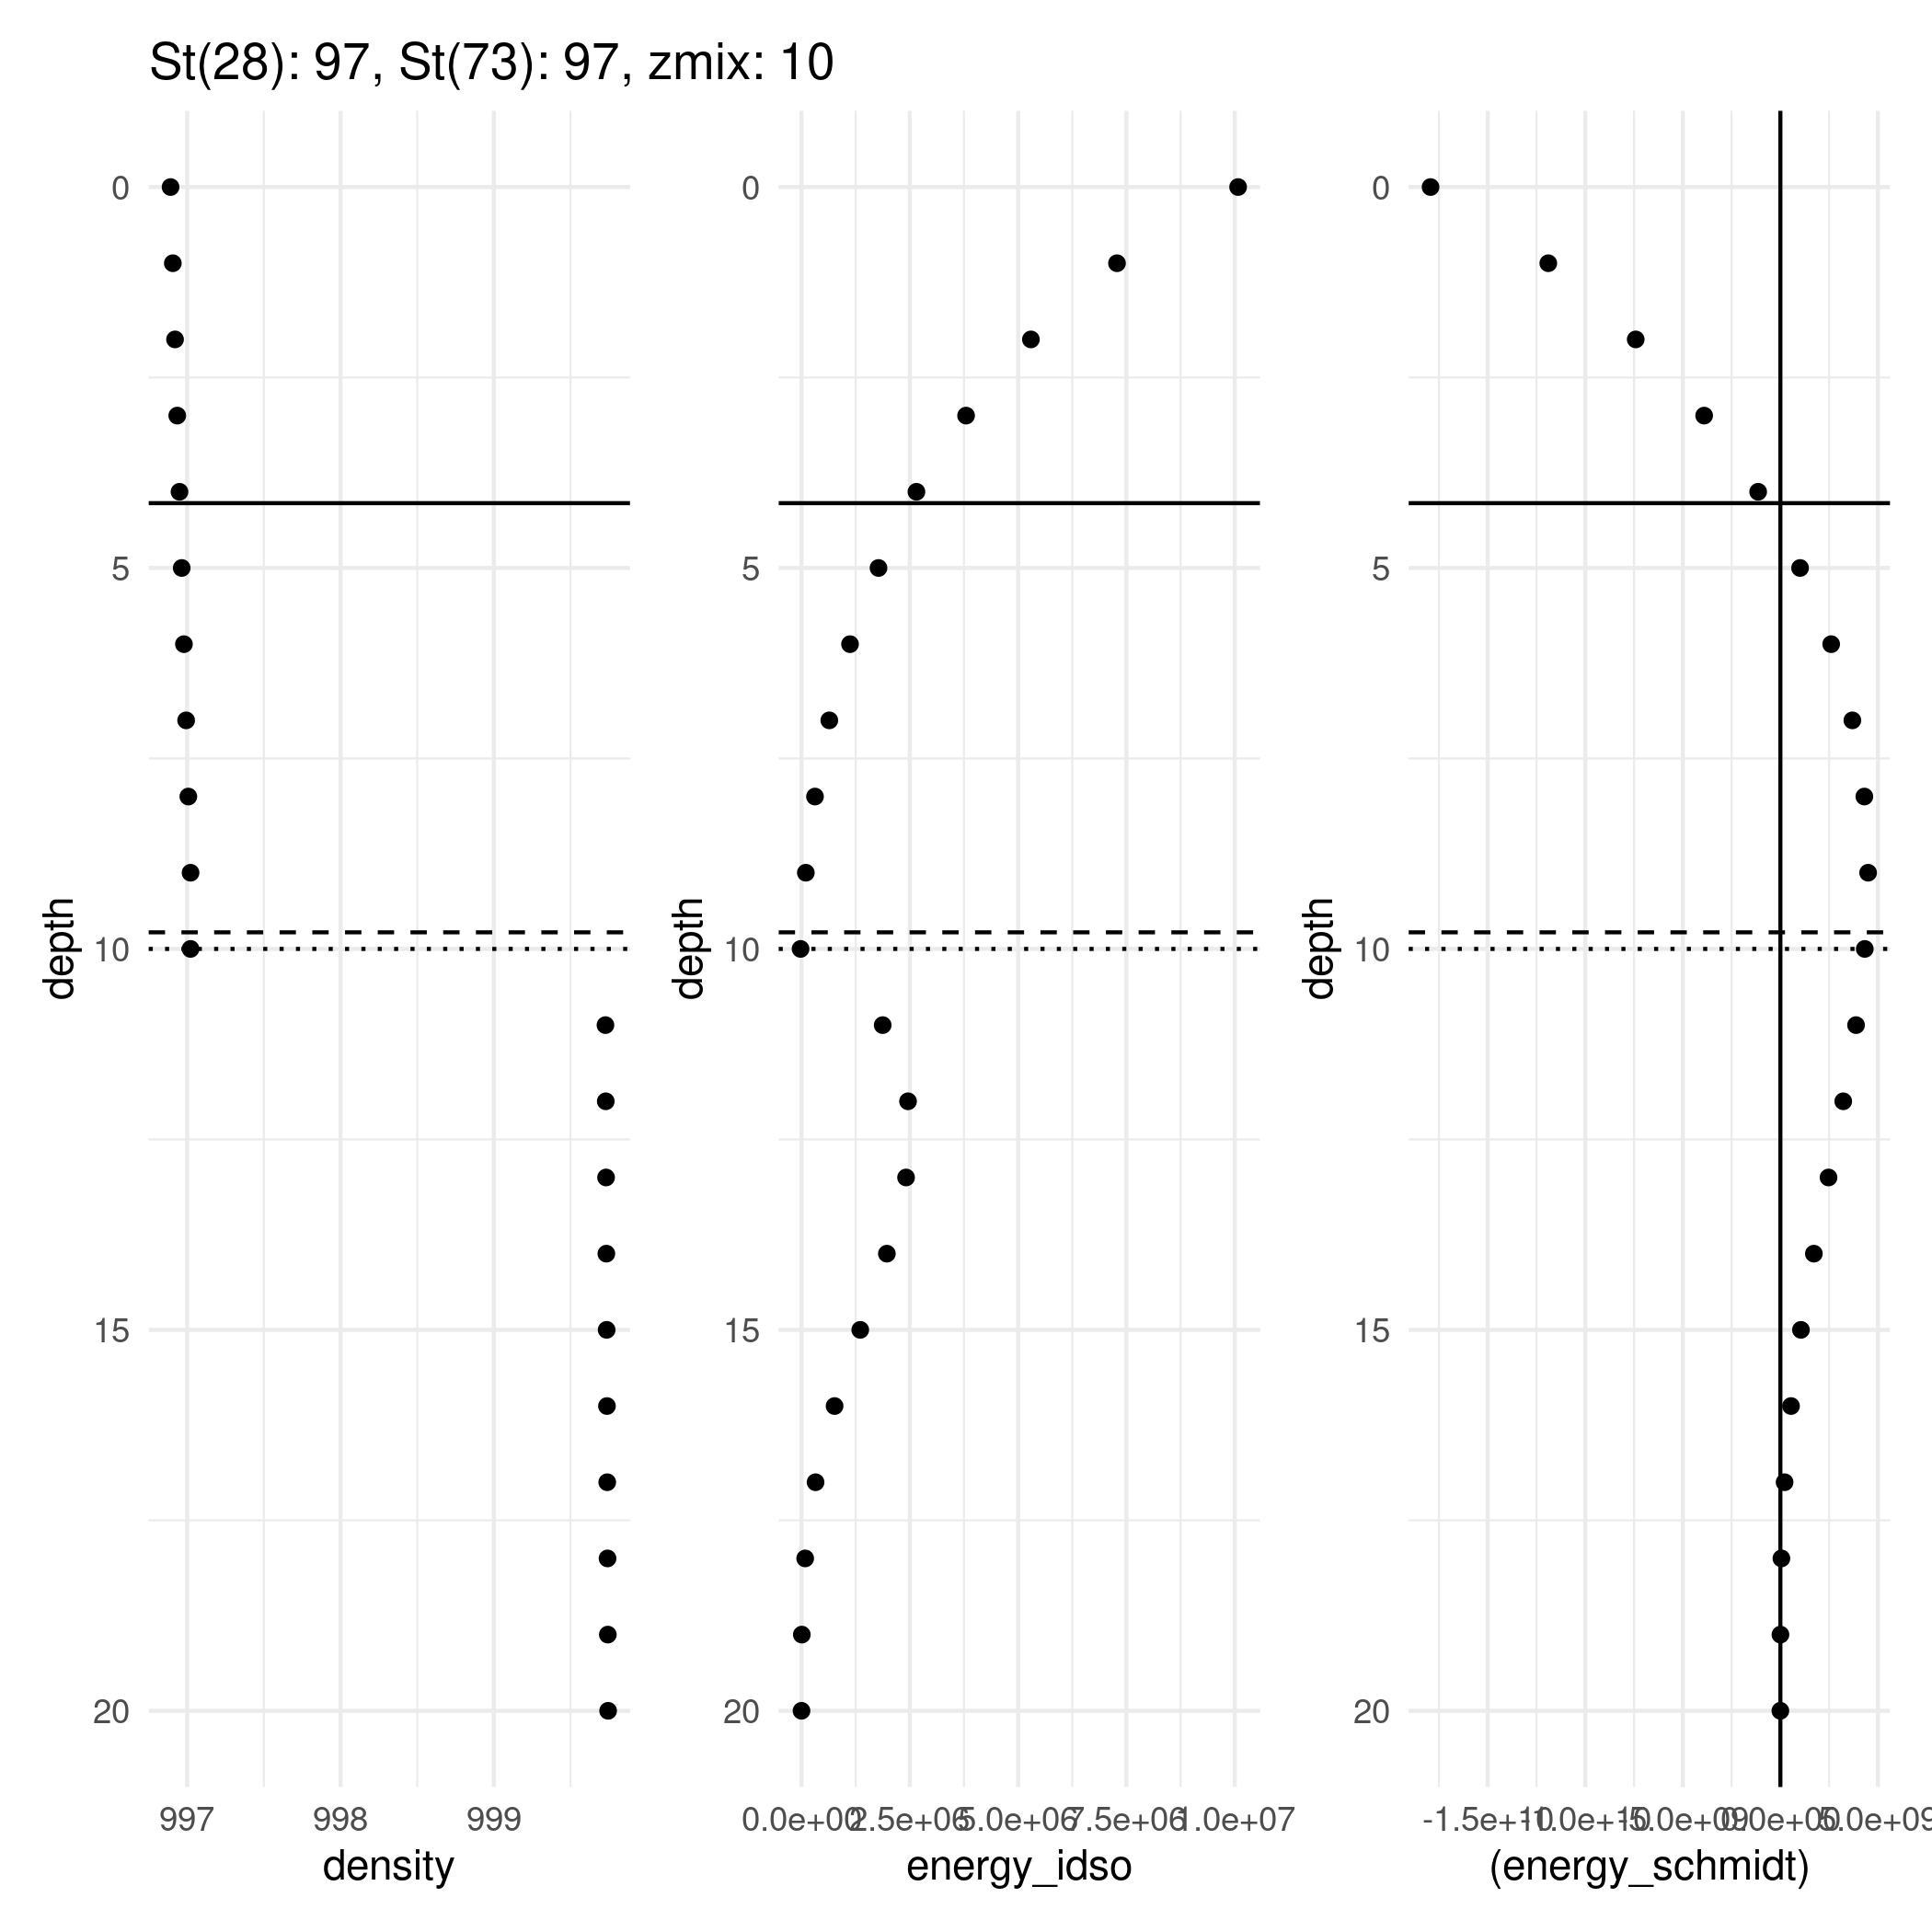 St(28): 97, St(73): 97, zmix: 10
0
5
10
15
20
depth
997 998 999
density
0
5
10
15
20
depth
0.0e+00 2.5e+06 5.0e+06 7.5e+06 1.0e+07
energy_idso
0
5
10
15
20
depth
-1.5e+10 -1.0e+10 -5.0e+09 0.0e+00 5.0e+09
(energy_schmidt)